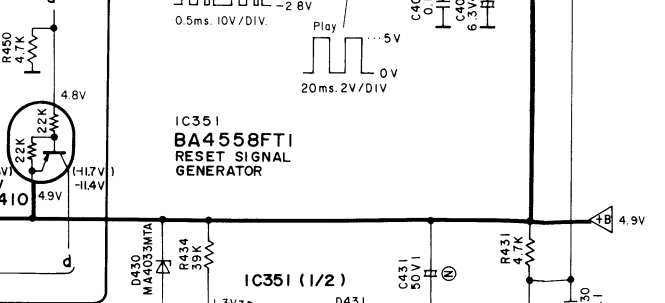 -2.8V
0.5ms. 10V/DIV.
R450
4.7K
Play
5V
0V
20ms. 2V/DIV
6.3V
4.8V
22K
22K
IC351
BA4558FT1
RESET SIGNAL
GENERATOR
(-11.7V)
-11.4V
410
4.9V
+B
4.9V
D430
MA4033MTA
R434
39K
IC351 (1/2)
C431
50V1
N
R431
4.7K
D431
d